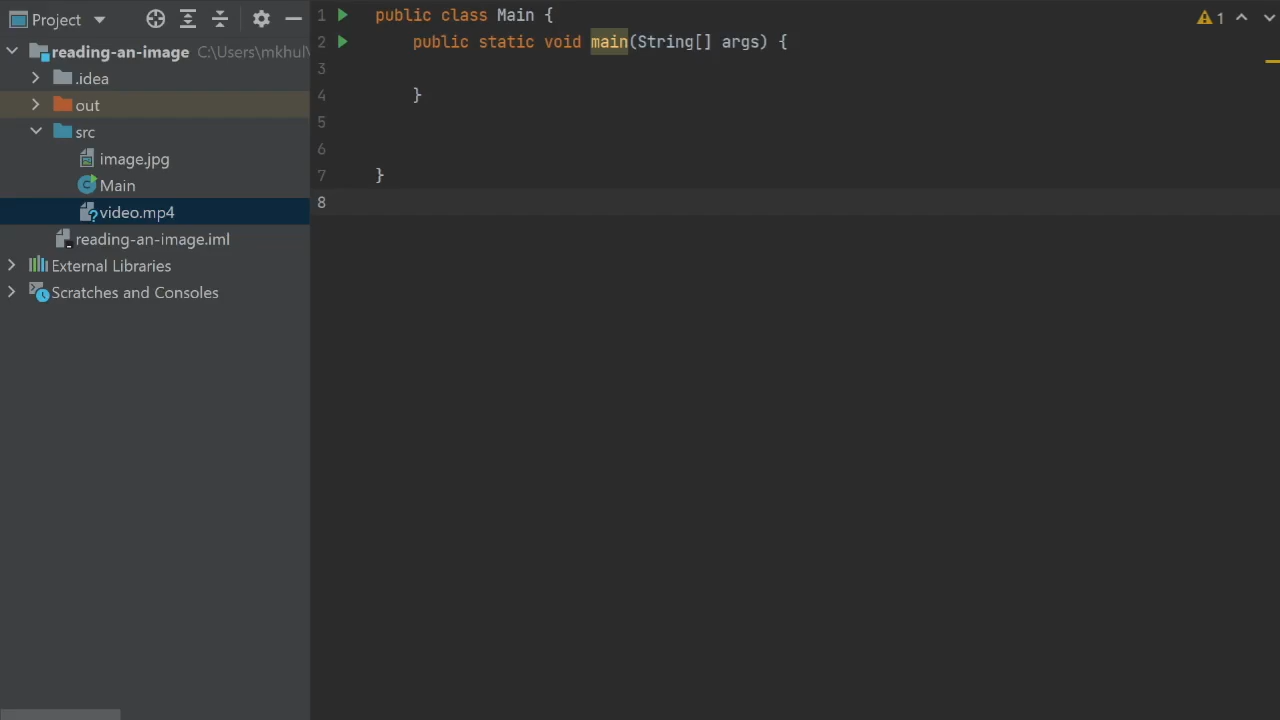 Project
reading-an-image C:\Users\mkhul\
.idea
out
src
image.jpg
Main
video.mp4
reading-an-image.iml
External Libraries
Scratches and Consoles
1 public class Main {
2 public static void main(String[] args) {
3
4 }
5
6
7 }
8
1